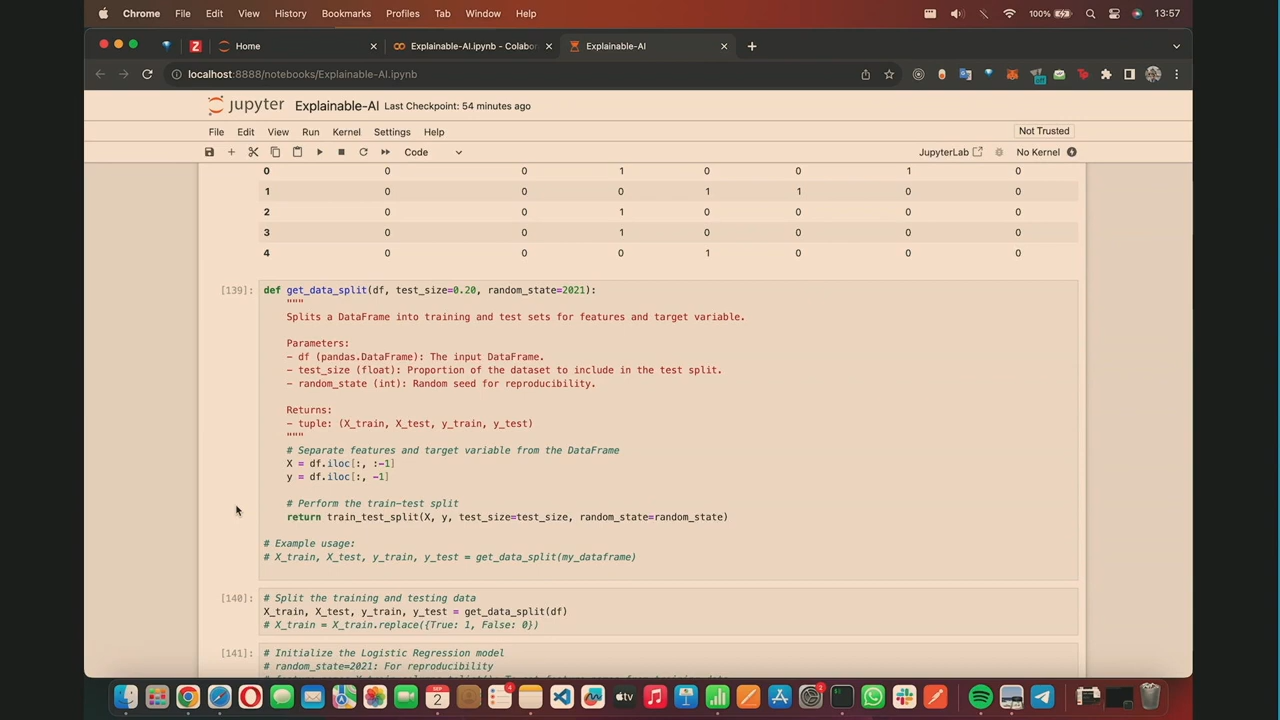 Chrome File Edit View History Bookmarks Profiles Tab Window Help 100% 13:57
Z Home Explainable-AI.ipynb - Colabo Explainable-AI
localhost:8888/notebooks/Explainable-AI.ipynb off
jupyter Explainable-AI Last Checkpoint: 54 minutes ago
File Edit View Run Kernel Settings Help Not Trusted
Code JupyterLab No Kernel
0 0 0 1 0 0 1 0
1 0 0 0 1 1 0 0
2 0 0 1 0 0 0 0
3 0 0 1 0 0 0 0
4 0 0 0 1 0 0 0
[139]: def get_data_split(df, test_size=0.20, random_state=2021):
"""
Splits a DataFrame into training and test sets for features and target variable.
Parameters:
- df (pandas.DataFrame): The input DataFrame.
- test_size (float): Proportion of the dataset to include in the test split.
- random_state (int): Random seed for reproducibility.
Returns:
- tuple: (X_train, X_test, y_train, y_test)
"""
# Separate features and target variable from the DataFrame
X = df.iloc[:, :-1]
y = df.iloc[:, -1]
# Perform the train-test split
return train_test_split(X, y, test_size=test_size, random_state=random_state)
# Example usage:
# X_train, X_test, y_train, y_test = get_data_split(my_dataframe)
[140]: # Split the training and testing data
X_train, X_test, y_train, y_test = get_data_split(df)
# X_train = X_train.replace({True: 1, False: 0})
[141]: # Initialize the Logistic Regression model
# random_state=2021: For reproducibility
SEP 2 4 tv 2